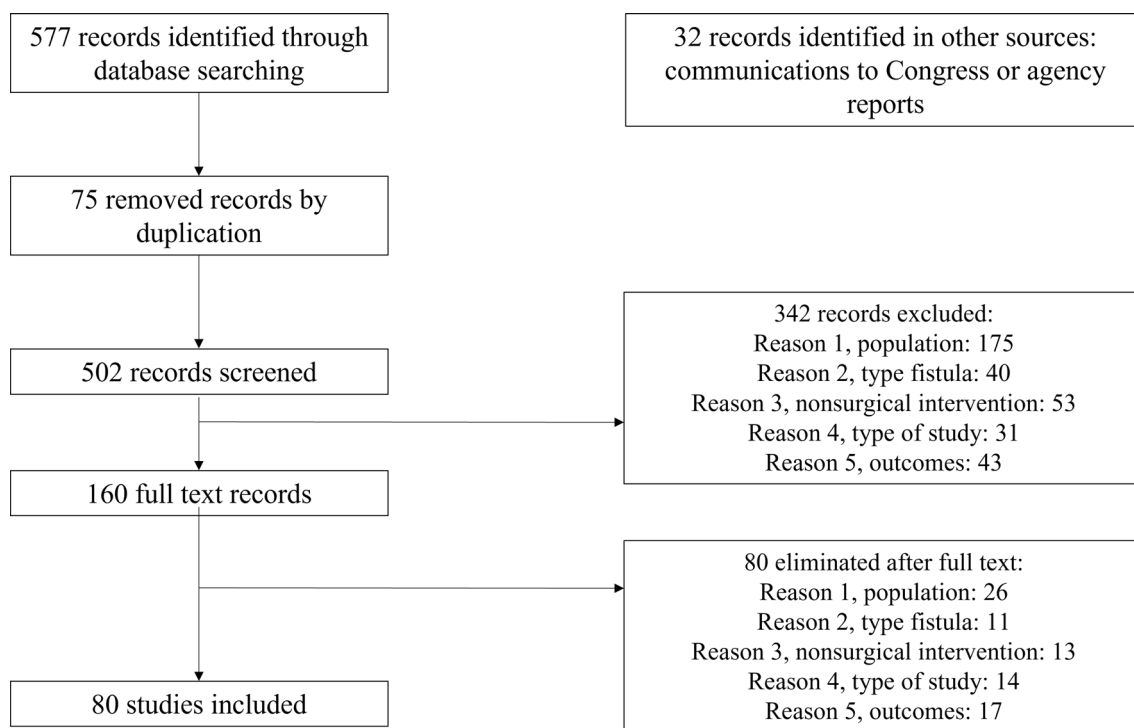 577 records identified through
database searching
32 records identified in other sources:
communications to Congress or agency
reports
75 removed records by
duplication
502 records screened
342 records excluded:
Reason 1, population: 175
Reason 2, type fistula: 40
Reason 3, nonsurgical intervention: 53
Reason 4, type of study: 31
Reason 5, outcomes: 43
160 full text records
80 eliminated after full text:
Reason 1, population: 26
Reason 2, type fistula: 11
Reason 3, nonsurgical intervention: 13
Reason 4, type of study: 14
Reason 5, outcomes: 17
80 studies included